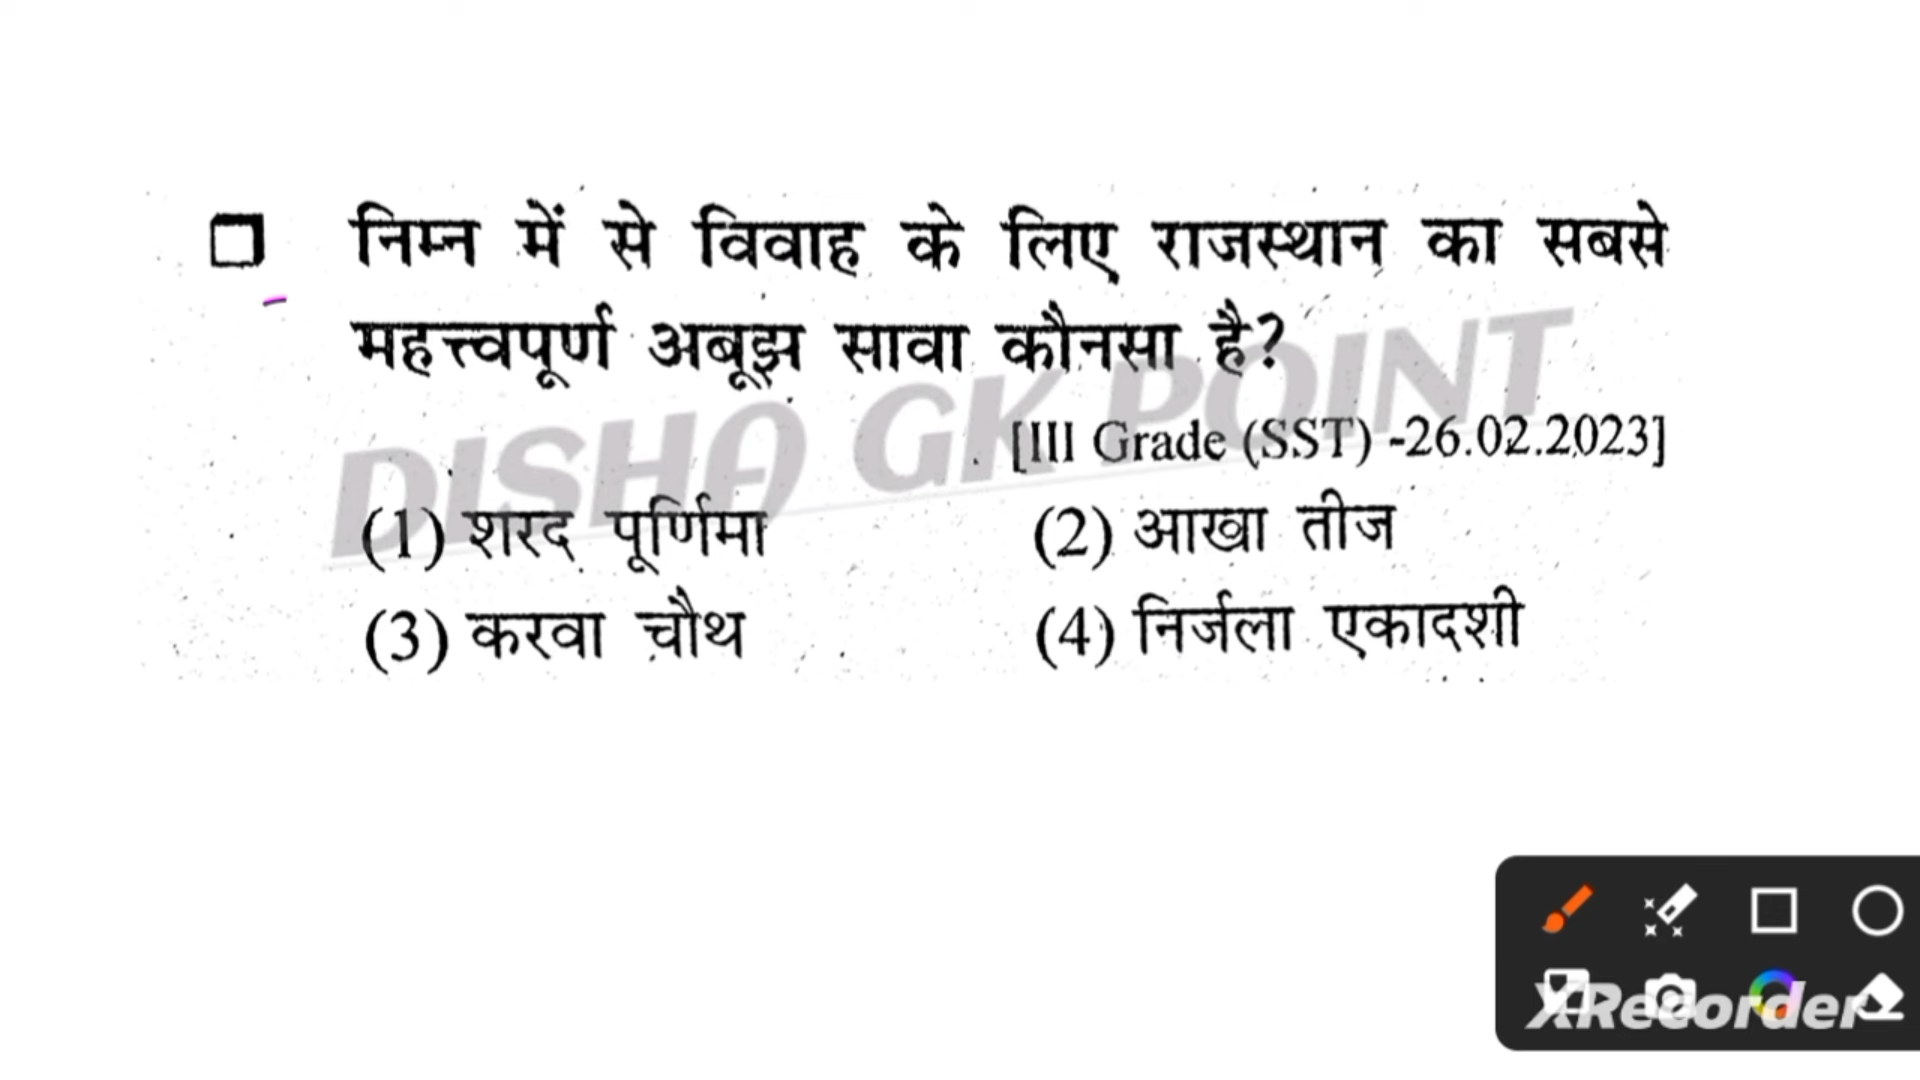 निम्न में से विवाह के लिए राजस्थान का सबसे
महत्त्वपूर्ण अबूझ सावा कौनसा है?
DISHA GK POINT
[III Grade (SST) -26.02.2023]
(1) शरद पूर्णिमा (2) आखा तीज
(3) करवा चौथ (4) निर्जला एकादशी
XRecorder